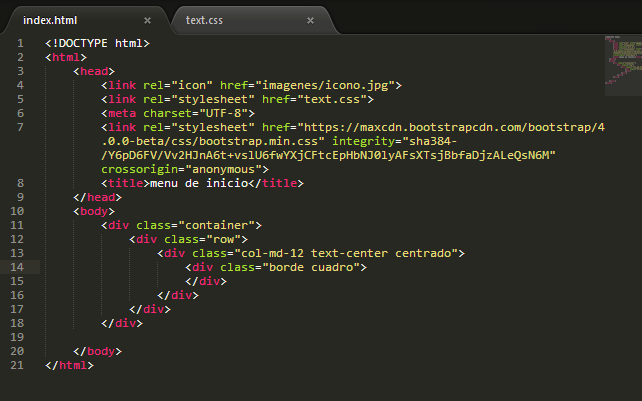 index.html × text.css ×
1 <!DOCTYPE html>
2 <html>
3 <head>
4 <link rel="icon" href="imagenes/icono.jpg">
5 <link rel="stylesheet" href="text.css">
6 <meta charset="UTF-8">
7 <link rel="stylesheet" href="https://maxcdn.bootstrapcdn.com/bootstrap/4
.0.0-beta/css/bootstrap.min.css" integrity="sha384-
/Y6pD6FV/Vv2HJnA6t+vslU6fwYXjCFtcEpHbNJ0lyAFsXTsjBbfaDjzALeQsN6M"
crossorigin="anonymous">
8 <title>menu de inicio</title>
9 </head>
10 <body>
11 <div class="container">
12 <div class="row">
13 <div class="col-md-12 text-center centrado">
14 <div class="borde cuadro">
15 </div>
16 </div>
17 </div>
18 </div>
19
20 </body>
21 </html>